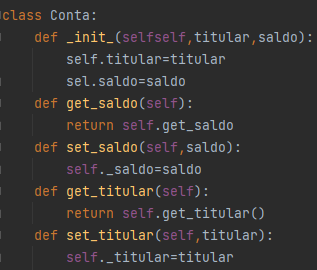 class Conta:
    def _init_(selfself,titular,saldo):
        self.titular=titular
        sel.saldo=saldo
    def get_saldo(self):
        return self.get_saldo
    def set_saldo(self,saldo):
        self._saldo=saldo
    def get_titular(self):
        return self.get_titular()
    def set_titular(self,titular):
        self._titular=titular